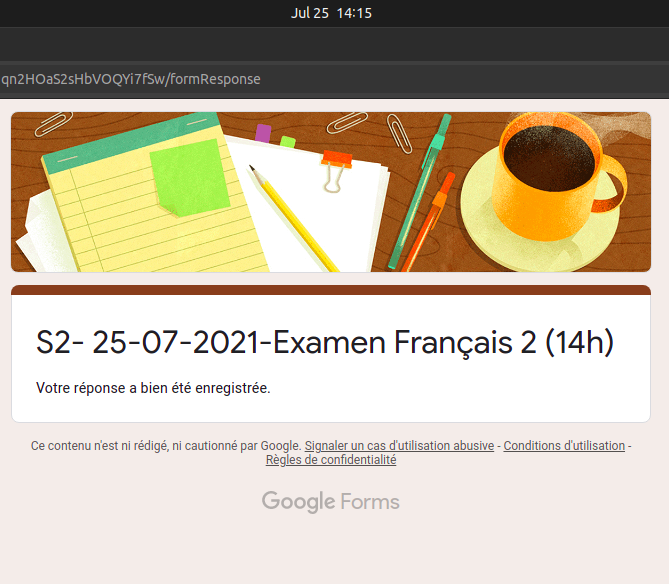 Jul 25  14:15
qn2HOaS2sHbVOQYi7fSw/formResponse
S2- 25-07-2021-Examen Français 2 (14h)
Votre réponse a bien été enregistrée.
Ce contenu n'est ni rédigé, ni cautionné par Google. Signaler un cas d'utilisation abusive - Conditions d'utilisation -
Règles de confidentialité
Google Forms